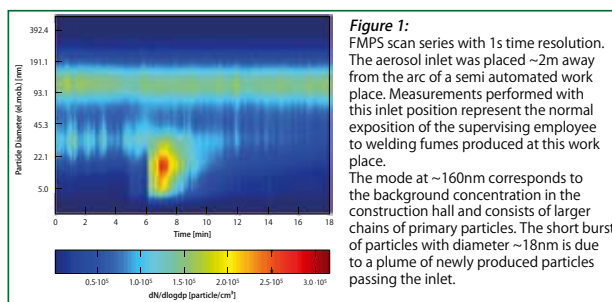 Figure 1:
FMPS scan series with 1s time resolution.
The aerosol inlet was placed ~2m away
from the arc of a semi automated work
place. Measurements performed with
this inlet position represent the normal
exposition of the supervising employee
to welding fumes produced at this work
place.
The mode at ~160nm corresponds to
the background concentration in the
construction hall and consists of larger
chains of primary particles. The short burst
of particles with diameter ~18nm is due
to a plume of newly produced particles
passing the inlet.
Particle Diameter (el.mob.) [nm]
392.4
191.1
93.1
45.3
22.1
5.0
0 2 4 6 8 10 12 14 16 18
Time [min]
0.5·10⁵ 1.0·10⁵ 1.5·10⁵ 2.0·10⁵ 2.5·10⁵ 3.0·10⁵
dN/dlogdp [particle/cm³]